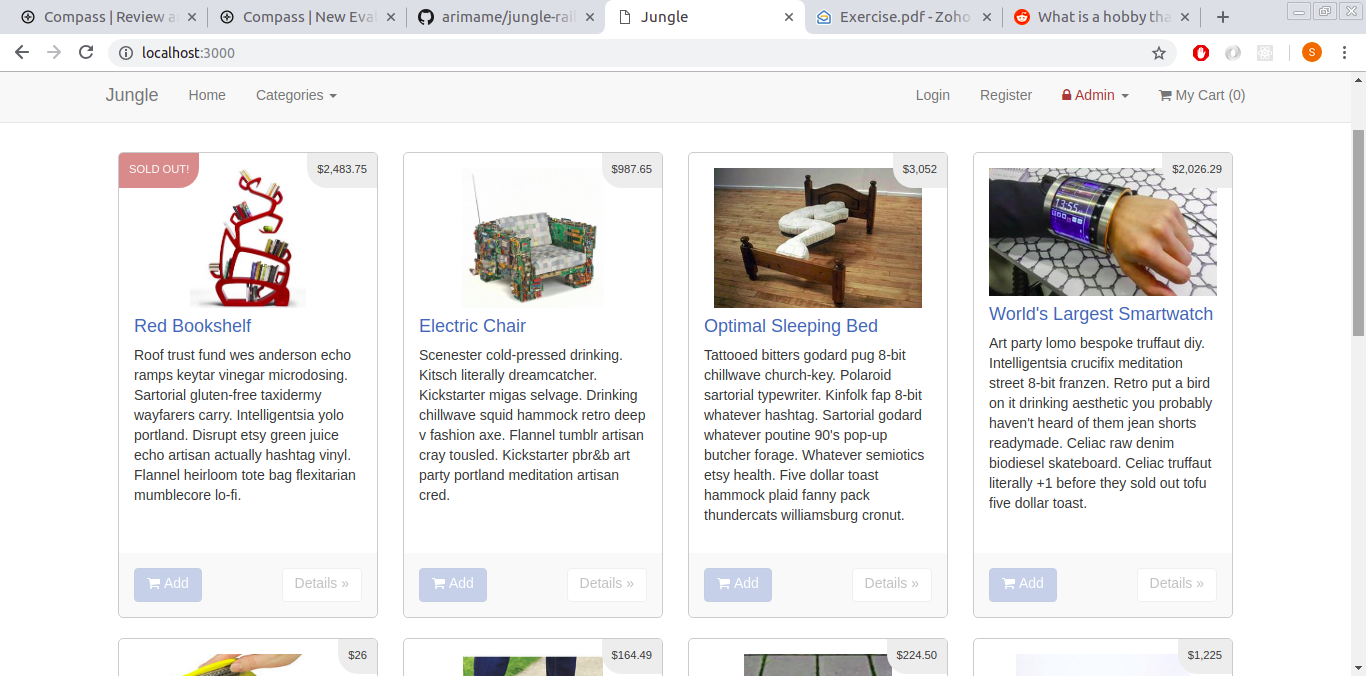 Compass | Review a
Compass | New Eval
arimame/jungle-rail
Jungle
Exercise.pdf - Zoho
What is a hobby tha
localhost:3000
S
Jungle
Home
Categories
Login
Register
Admin
My Cart (0)
SOLD OUT!
$2,483.75
Red Bookshelf
Roof trust fund wes anderson echo
ramps keytar vinegar microdosing.
Sartorial gluten-free taxidermy
wayfarers carry. Intelligentsia yolo
portland. Disrupt etsy green juice
echo artisan actually hashtag vinyl.
Flannel heirloom tote bag flexitarian
mumblecore lo-fi.
Add
Details »
$987.65
Electric Chair
Scenester cold-pressed drinking.
Kitsch literally dreamcatcher.
Kickstarter migas selvage. Drinking
chillwave squid hammock retro deep
v fashion axe. Flannel tumblr artisan
cray tousled. Kickstarter pbr&b art
party portland meditation artisan
cred.
Add
Details »
$3,052
Optimal Sleeping Bed
Tattooed bitters godard pug 8-bit
chillwave church-key. Polaroid
sartorial typewriter. Kinfolk fap 8-bit
whatever hashtag. Sartorial godard
whatever poutine 90's pop-up
butcher forage. Whatever semiotics
etsy health. Five dollar toast
hammock plaid fanny pack
thundercats williamsburg cronut.
Add
Details »
$2,026.29
13:55
World's Largest Smartwatch
Art party lomo bespoke truffaut diy.
Intelligentsia crucifix meditation
street 8-bit franzen. Retro put a bird
on it drinking aesthetic you probably
haven't heard of them jean shorts
readymade. Celiac raw denim
biodiesel skateboard. Celiac truffaut
literally +1 before they sold out tofu
five dollar toast.
Add
Details »
$26
$164.49
$224.50
$1,225